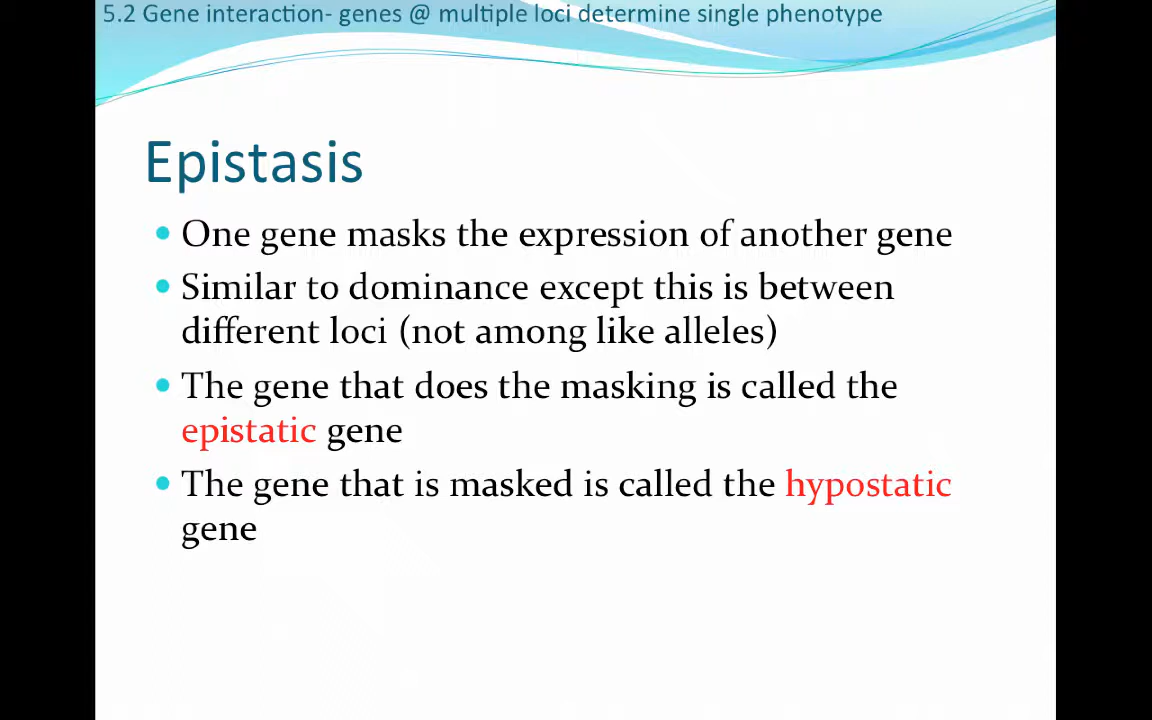 5.2 Gene interaction- genes @ multiple loci determine single phenotype
Epistasis
• One gene masks the expression of another gene
• Similar to dominance except this is between
different loci (not among like alleles)
• The gene that does the masking is called the
epistatic gene
• The gene that is masked is called the hypostatic
gene